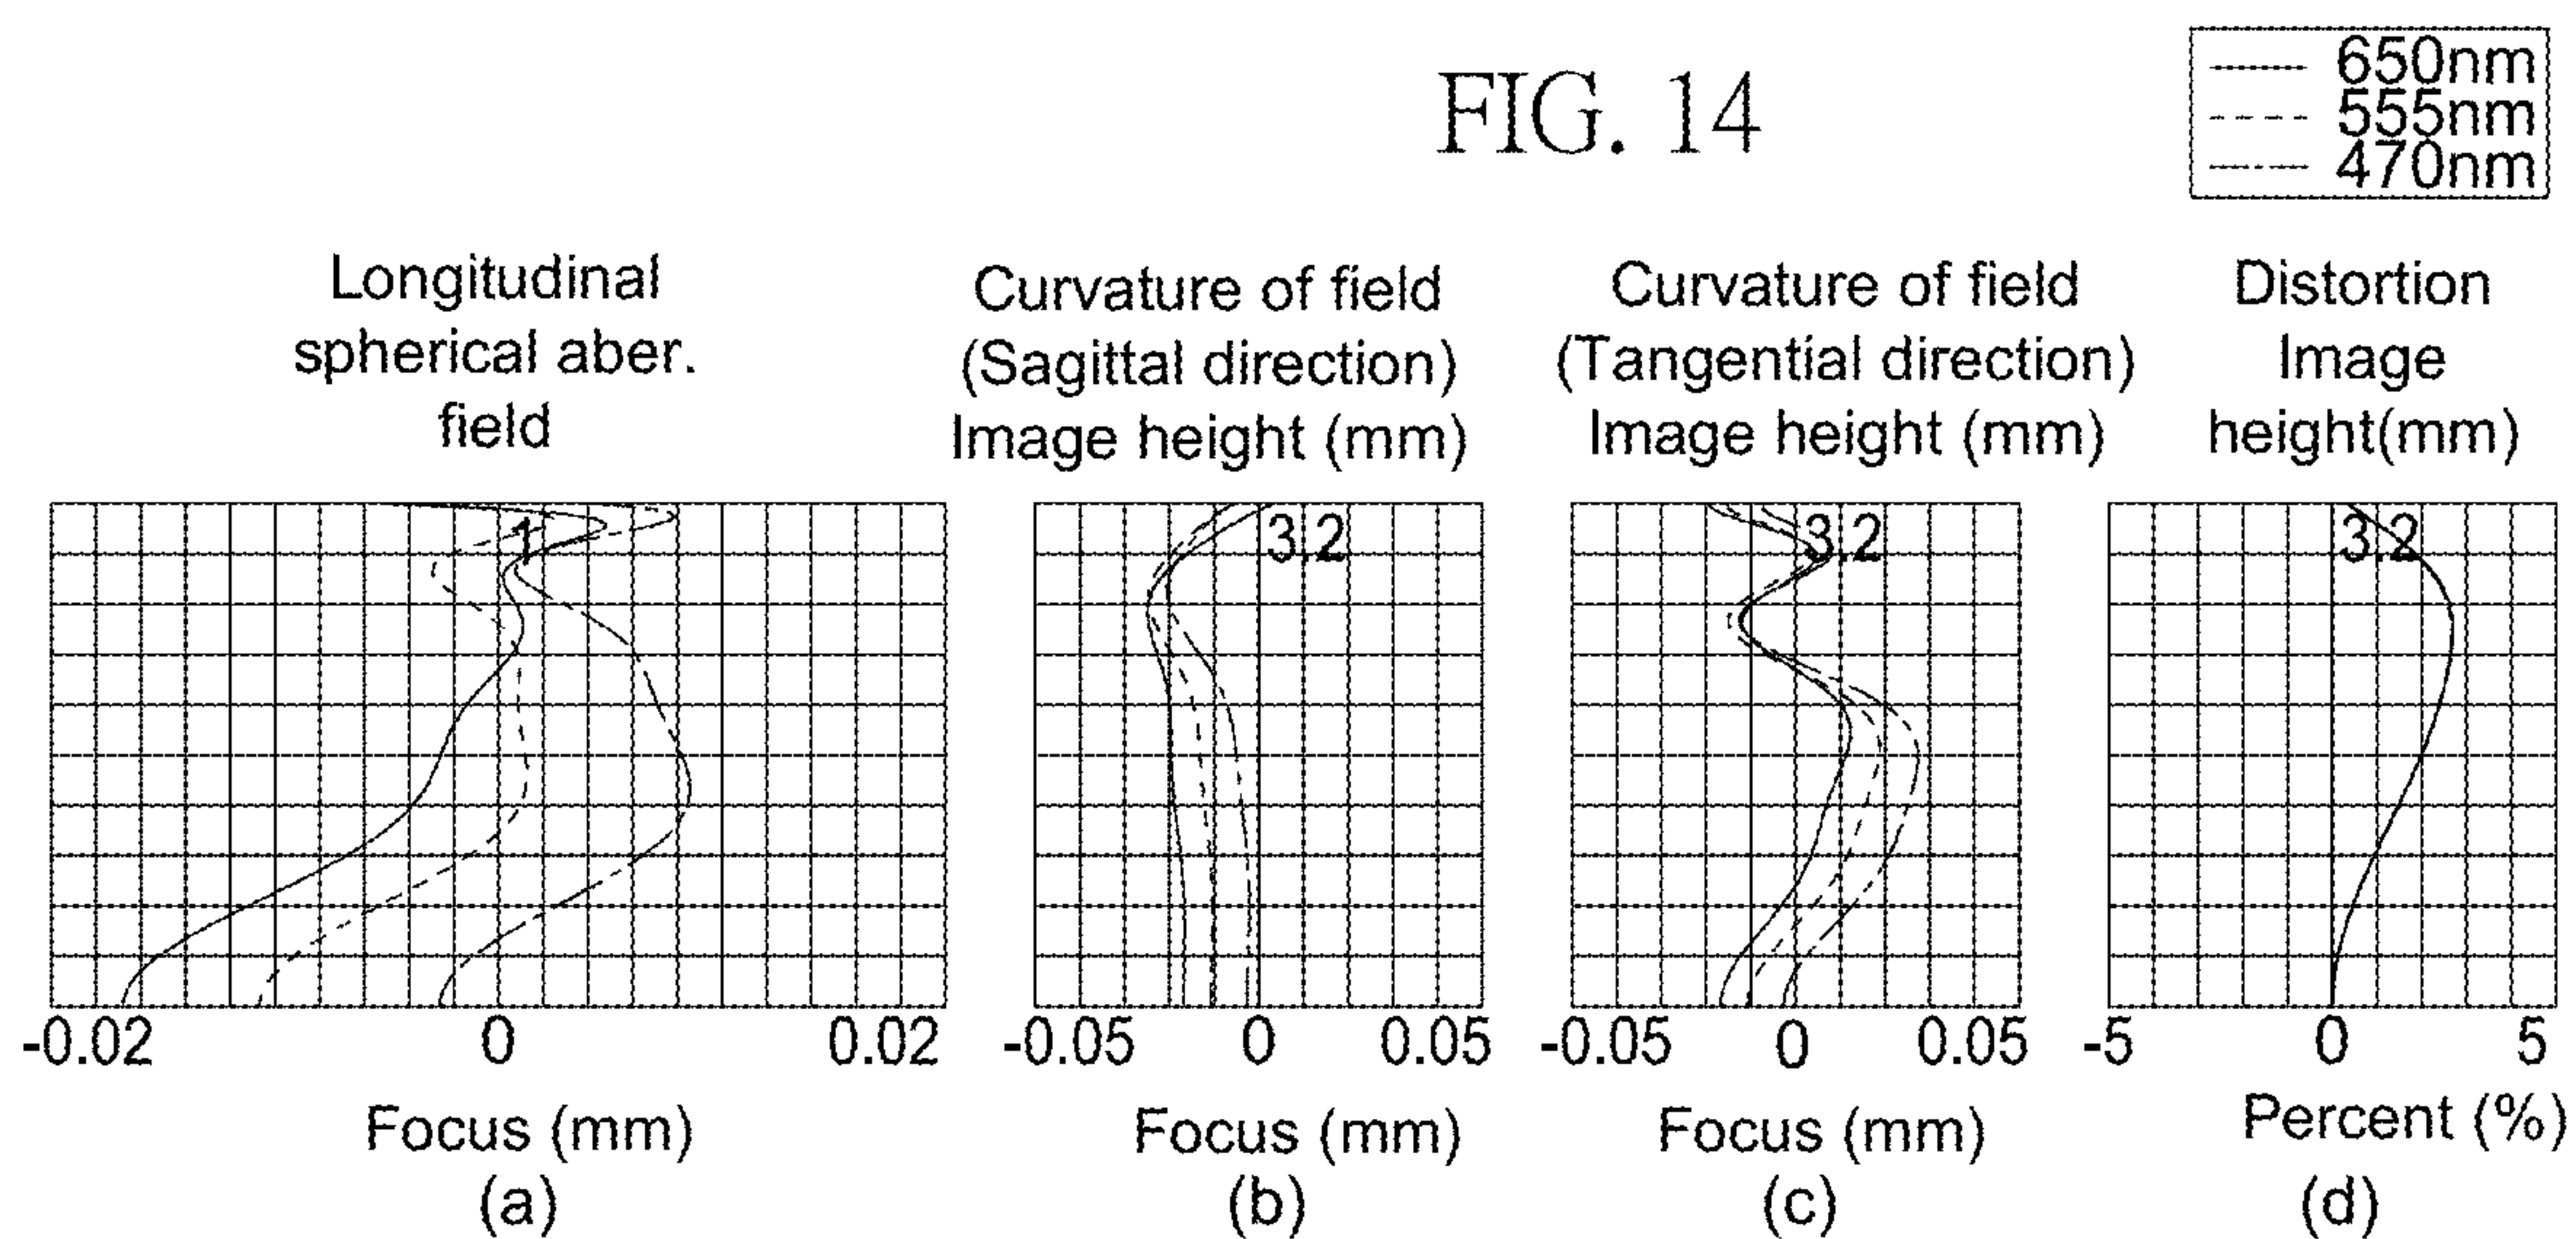 FIG. 14
650nm
555nm
470nm
Longitudinal
spherical aber.
field
1
-0.02
0
0.02
Focus (mm)
(a)
Curvature of field
(Sagittal direction)
Image height (mm)
3.2
-0.05
0
0.05
Focus (mm)
(b)
Curvature of field
(Tangential direction)
Image height (mm)
3.2
-0.05
0
0.05
Focus (mm)
(c)
Distortion
Image
height(mm)
3.2
-5
0
5
Percent (%)
(d)